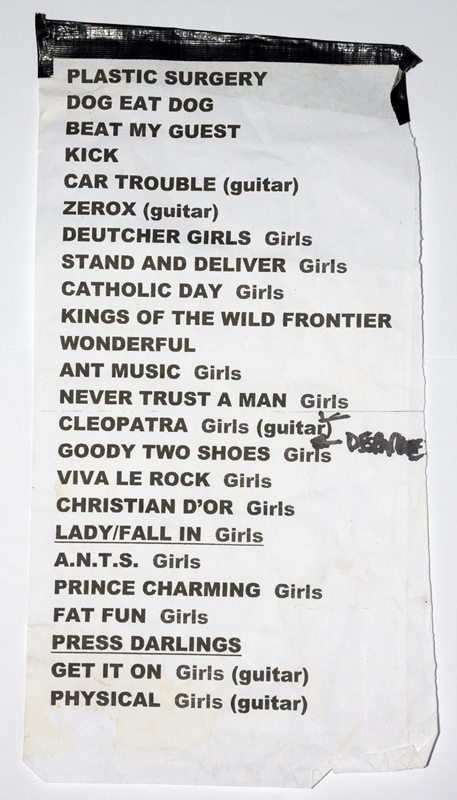 PLASTIC SURGERY
DOG EAT DOG
BEAT MY GUEST
KICK
CAR TROUBLE (guitar)
ZEROX (guitar)
DEUTCHER GIRLS Girls
STAND AND DELIVER Girls
CATHOLIC DAY Girls
KINGS OF THE WILD FRONTIER
WONDERFUL
ANT MUSIC Girls
NEVER TRUST A MAN Girls
CLEOPATRA Girls (guitar)
GOODY TWO SHOES Girls
VIVA LE ROCK Girls
CHRISTIAN D'OR Girls
LADY/FALL IN Girls
A.N.T.S. Girls
PRINCE CHARMING Girls
FAT FUN Girls
PRESS DARLINGS
GET IT ON Girls (guitar)
PHYSICAL Girls (guitar)